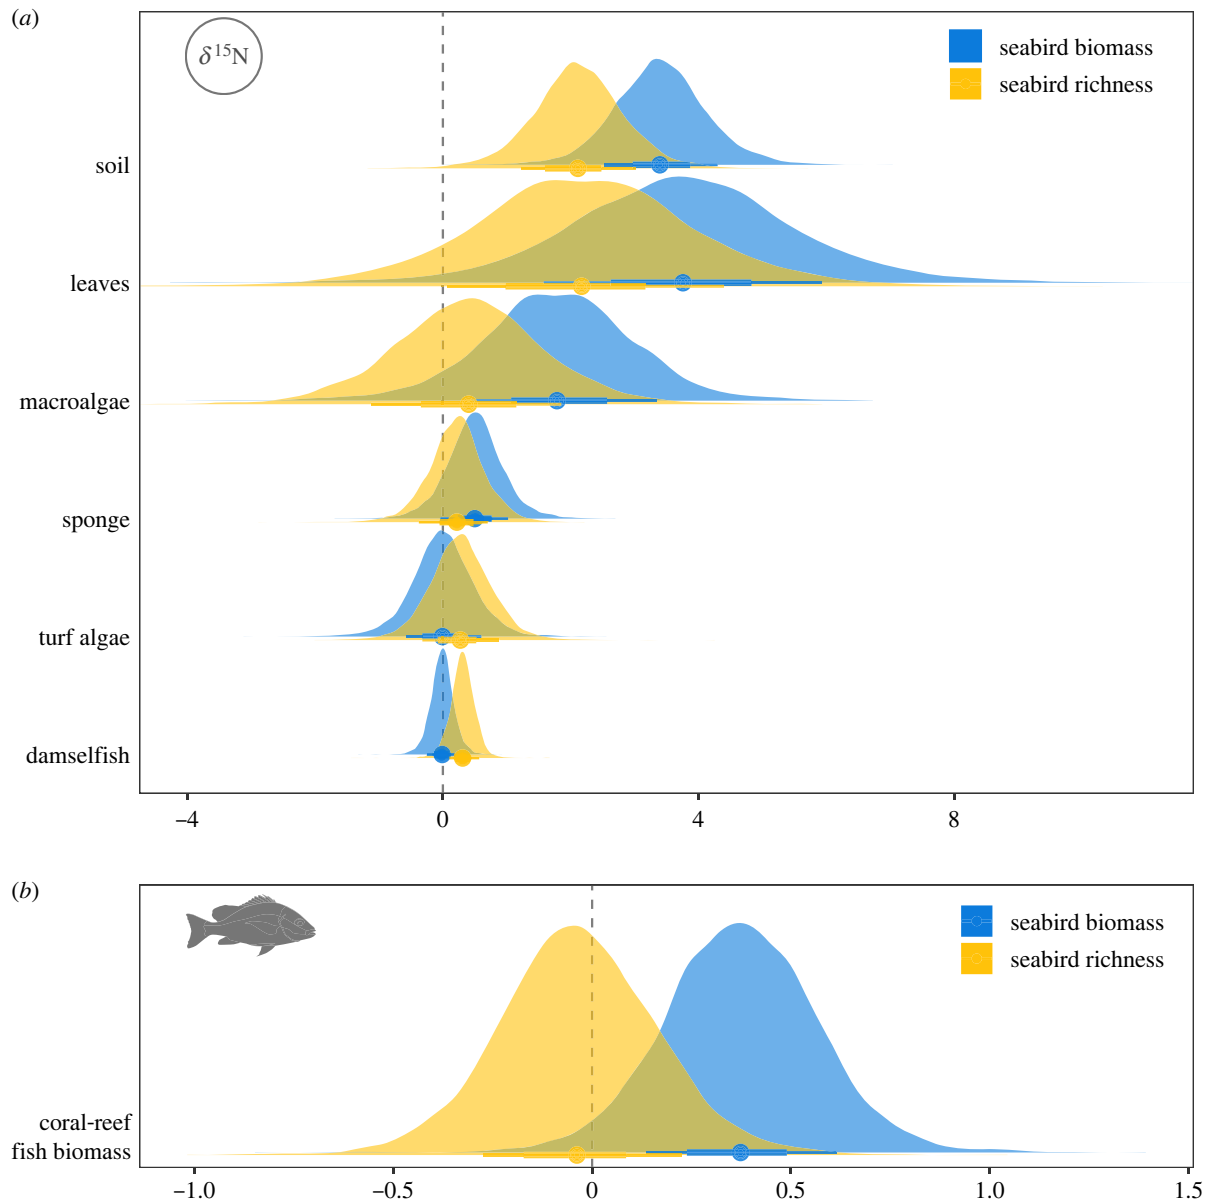 (a)
δ15N
seabird biomass
seabird richness
soil
leaves
macroalgae
sponge
turf algae
damselfish
−4 0 4 8
(b)
seabird biomass
seabird richness
coral-reef
fish biomass
−1.0 −0.5 0 0.5 1.0 1.5